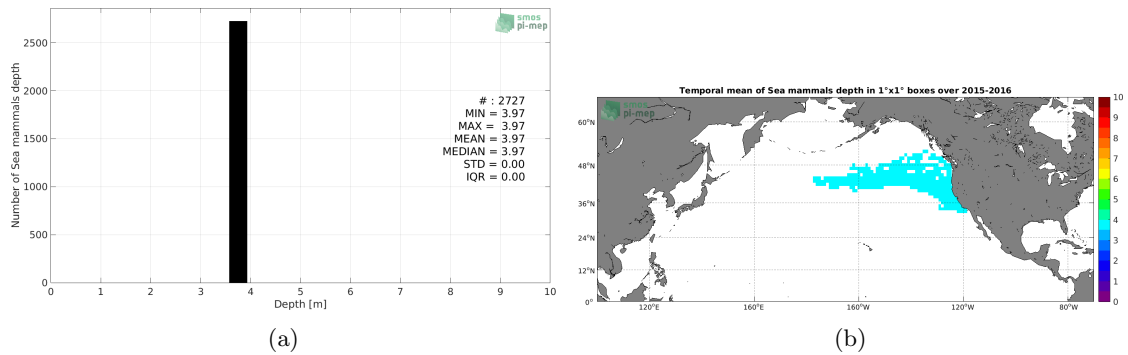 smos
pi-mep
Number of Sea mammals depth
2500
2000
1500
1000
500
0
# : 2727
MIN = 3.97
MAX = 3.97
MEAN = 3.97
MEDIAN = 3.97
STD = 0.00
IQR = 0.00
0 1 2 3 4 5 6 7 8 9 10
Depth [m]
(a)
Temporal mean of Sea mammals depth in 1°x1° boxes over 2015-2016
smos
pi-mep
60°N
48°N
36°N
24°N
12°N
0°
120°E 160°E 160°W 120°W 80°W
10
9
8
7
6
5
4
3
2
1
0
(b)